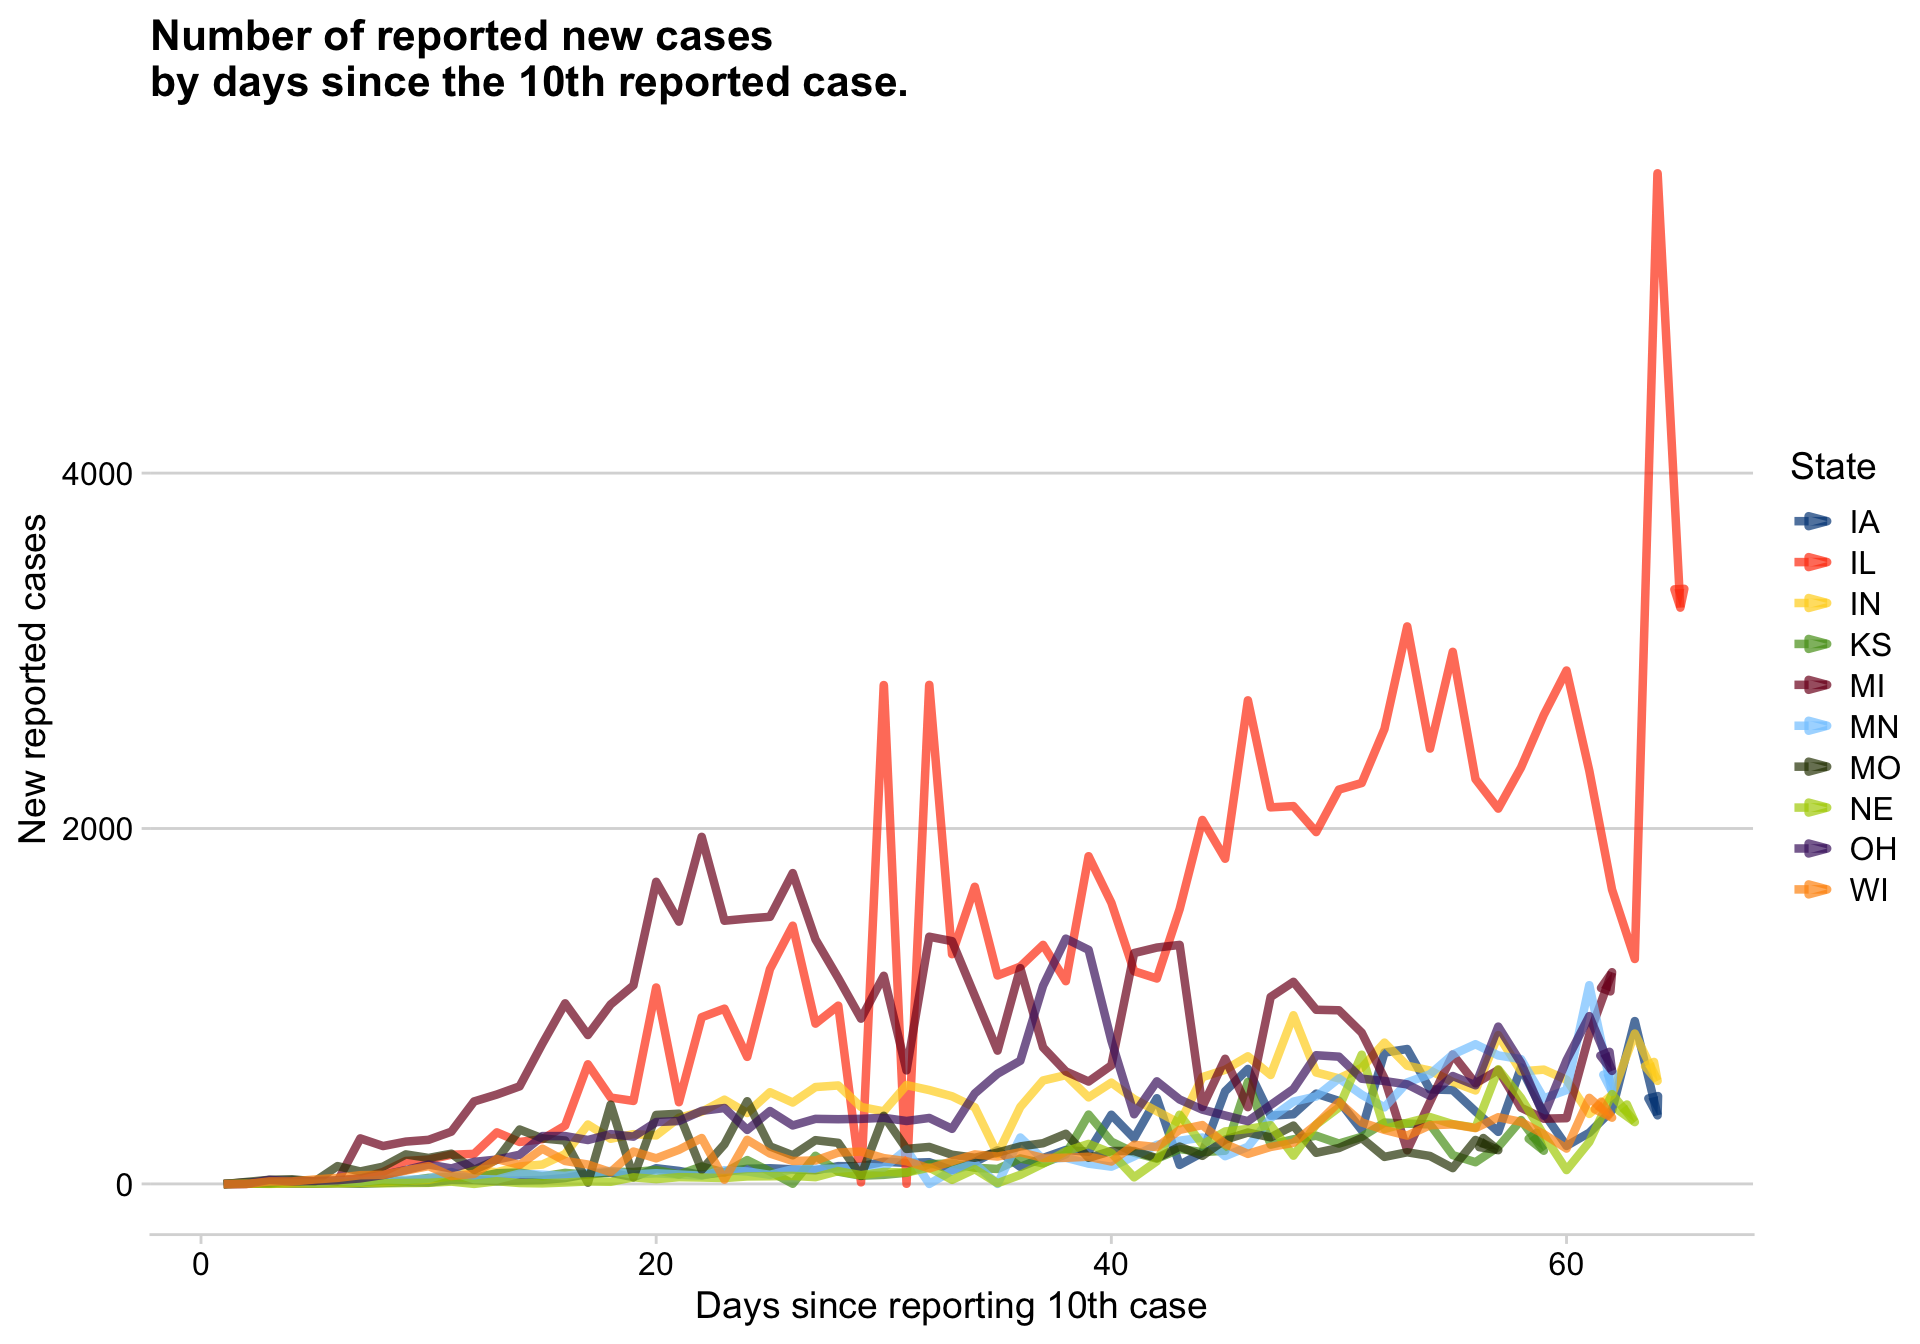 Number of reported new cases
by days since the 10th reported case.
New reported cases
4000
2000
0
0
20
40
60
Days since reporting 10th case
State
IA
IL
IN
KS
MI
MN
MO
NE
OH
WI